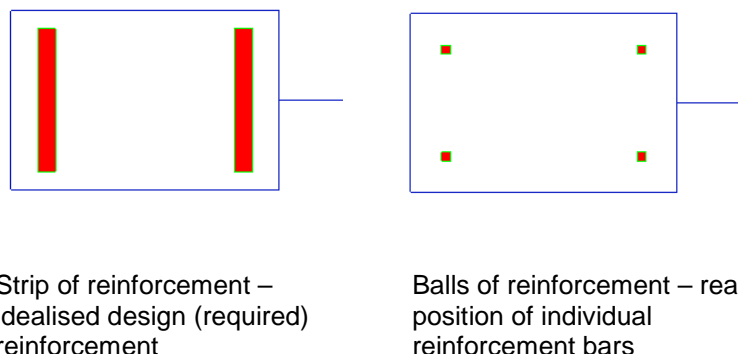 Strip of reinforcement –
idealised design (required)
reinforcement
Balls of reinforcement – rea
position of individual
reinforcement bars